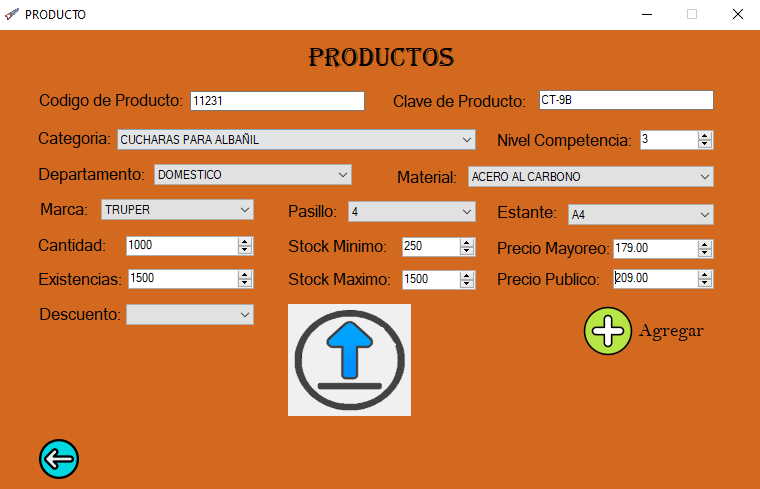 PRODUCTO
PRODUCTOS
Codigo de Producto: 11231 Clave de Producto: CT-9B
Categoria: CUCHARAS PARA ALBAÑIL Nivel Competencia: 3
Departamento: DOMESTICO Material: ACERO AL CARBONO
Marca: TRUPER Pasillo: 4 Estante: A4
Cantidad: 1000 Stock Minimo: 250 Precio Mayoreo: 179.00
Existencias: 1500 Stock Maximo: 1500 Precio Publico: 209.00
Descuento:
Agregar